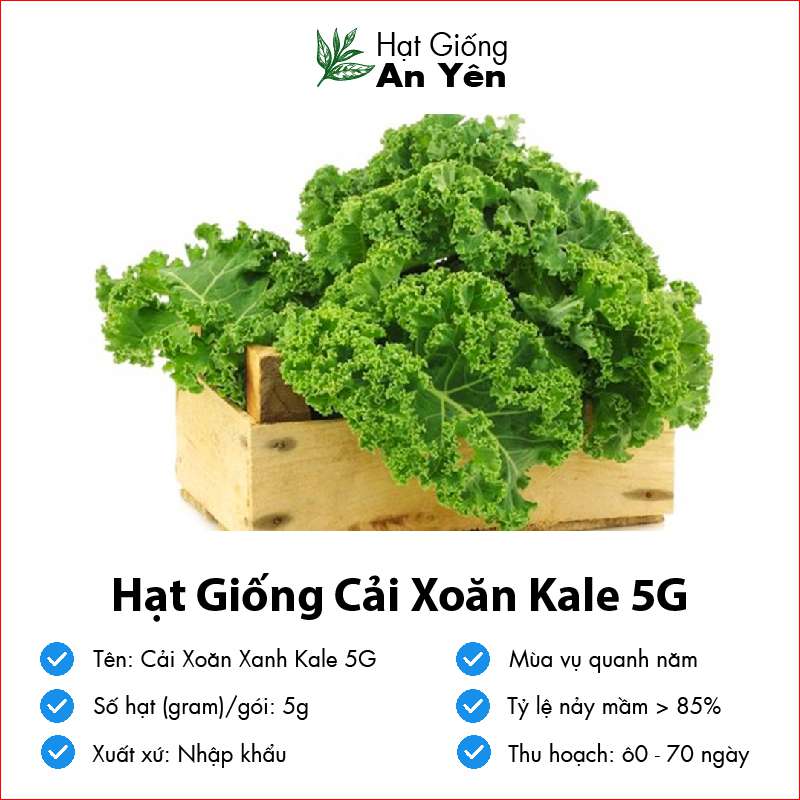 Hạt Giống
An Yên
Hạt Giống Cải Xoăn Kale 5G
Tên: Cải Xoăn Xanh Kale 5G
Mùa vụ quanh năm
Số hạt (gram)/gói: 5g
Tỷ lệ nảy mầm > 85%
Xuất xứ: Nhập khẩu
Thu hoạch: ô0 - 70 ngày